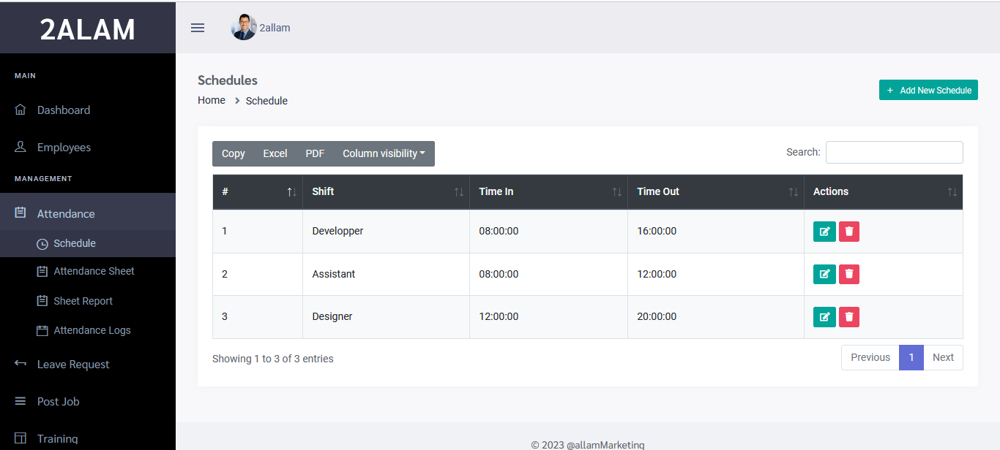 2ALAM
2allam
MAIN
Dashboard
Employees
MANAGEMENT
Attendance
Schedule
Attendance Sheet
Sheet Report
Attendance Logs
Leave Request
Post Job
Training
Schedules
Home > Schedule
+ Add New Schedule
Copy Excel PDF Column visibility
Search:
# Shift Time In Time Out Actions
1 Developper 08:00:00 16:00:00
2 Assistant 08:00:00 12:00:00
3 Designer 12:00:00 20:00:00
Showing 1 to 3 of 3 entries
Previous 1 Next
© 2023 @allamMarketing